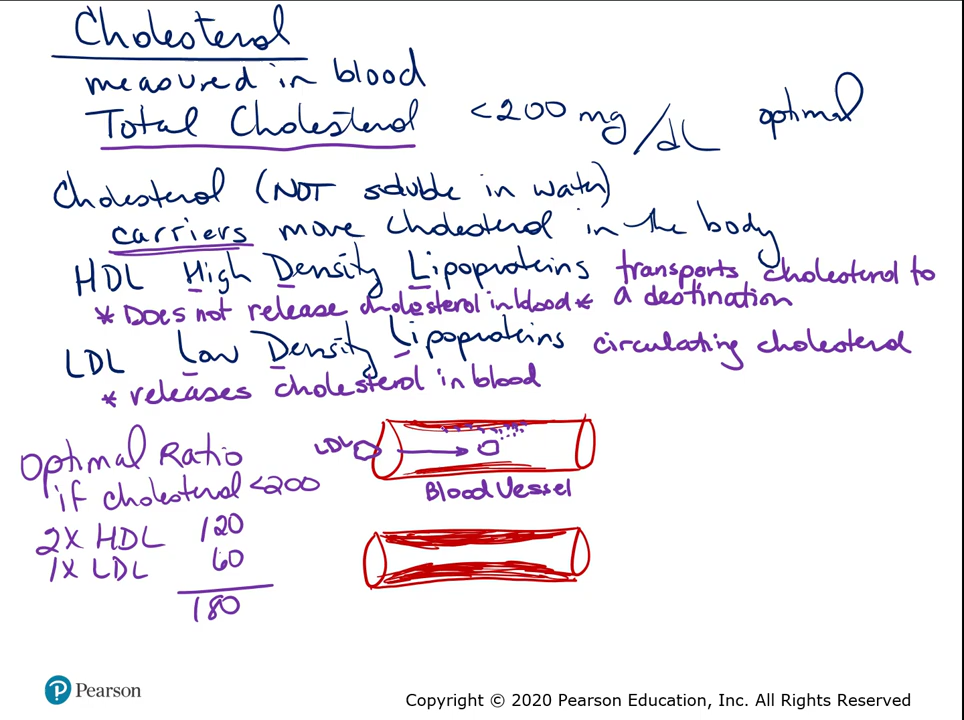 Cholesterol
measured in blood
Total Cholesterol <200 mg/dL optimal
Cholesterol (NOT soluble in water)
carriers move cholesterol in the body
HDL High Density Lipoproteins transports cholesterol to
* Does not release cholesterol in blood * a destination
LDL Low Density Lipoproteins circulating cholesterol
* releases cholesterol in blood
Optimal Ratio
if cholesterol <200
2x HDL 120
1x LDL 60
180
LDL
Blood Vessel
Pearson
Copyright © 2020 Pearson Education, Inc. All Rights Reserved